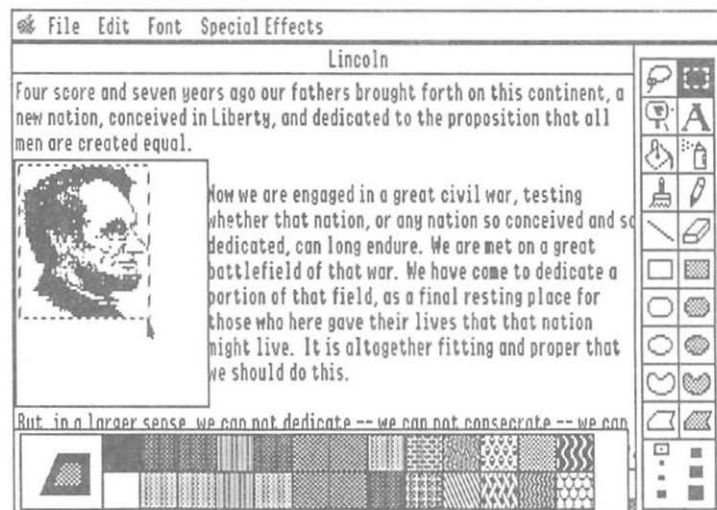 File Edit Font Special Effects
Lincoln
Four score and seven years ago our fathers brought forth on this continent, a
new nation, conceived in Liberty, and dedicated to the proposition that all
men are created equal.
Now we are engaged in a great civil war, testing
whether that nation, or any nation so conceived and so
dedicated, can long endure. We are met on a great
battlefield of that war. We have come to dedicate a
portion of that field, as a final resting place for
those who here gave their lives that that nation
might live. It is altogether fitting and proper that
we should do this.
But, in a larger sense, we can not dedicate -- we can not consecrate -- we can
A